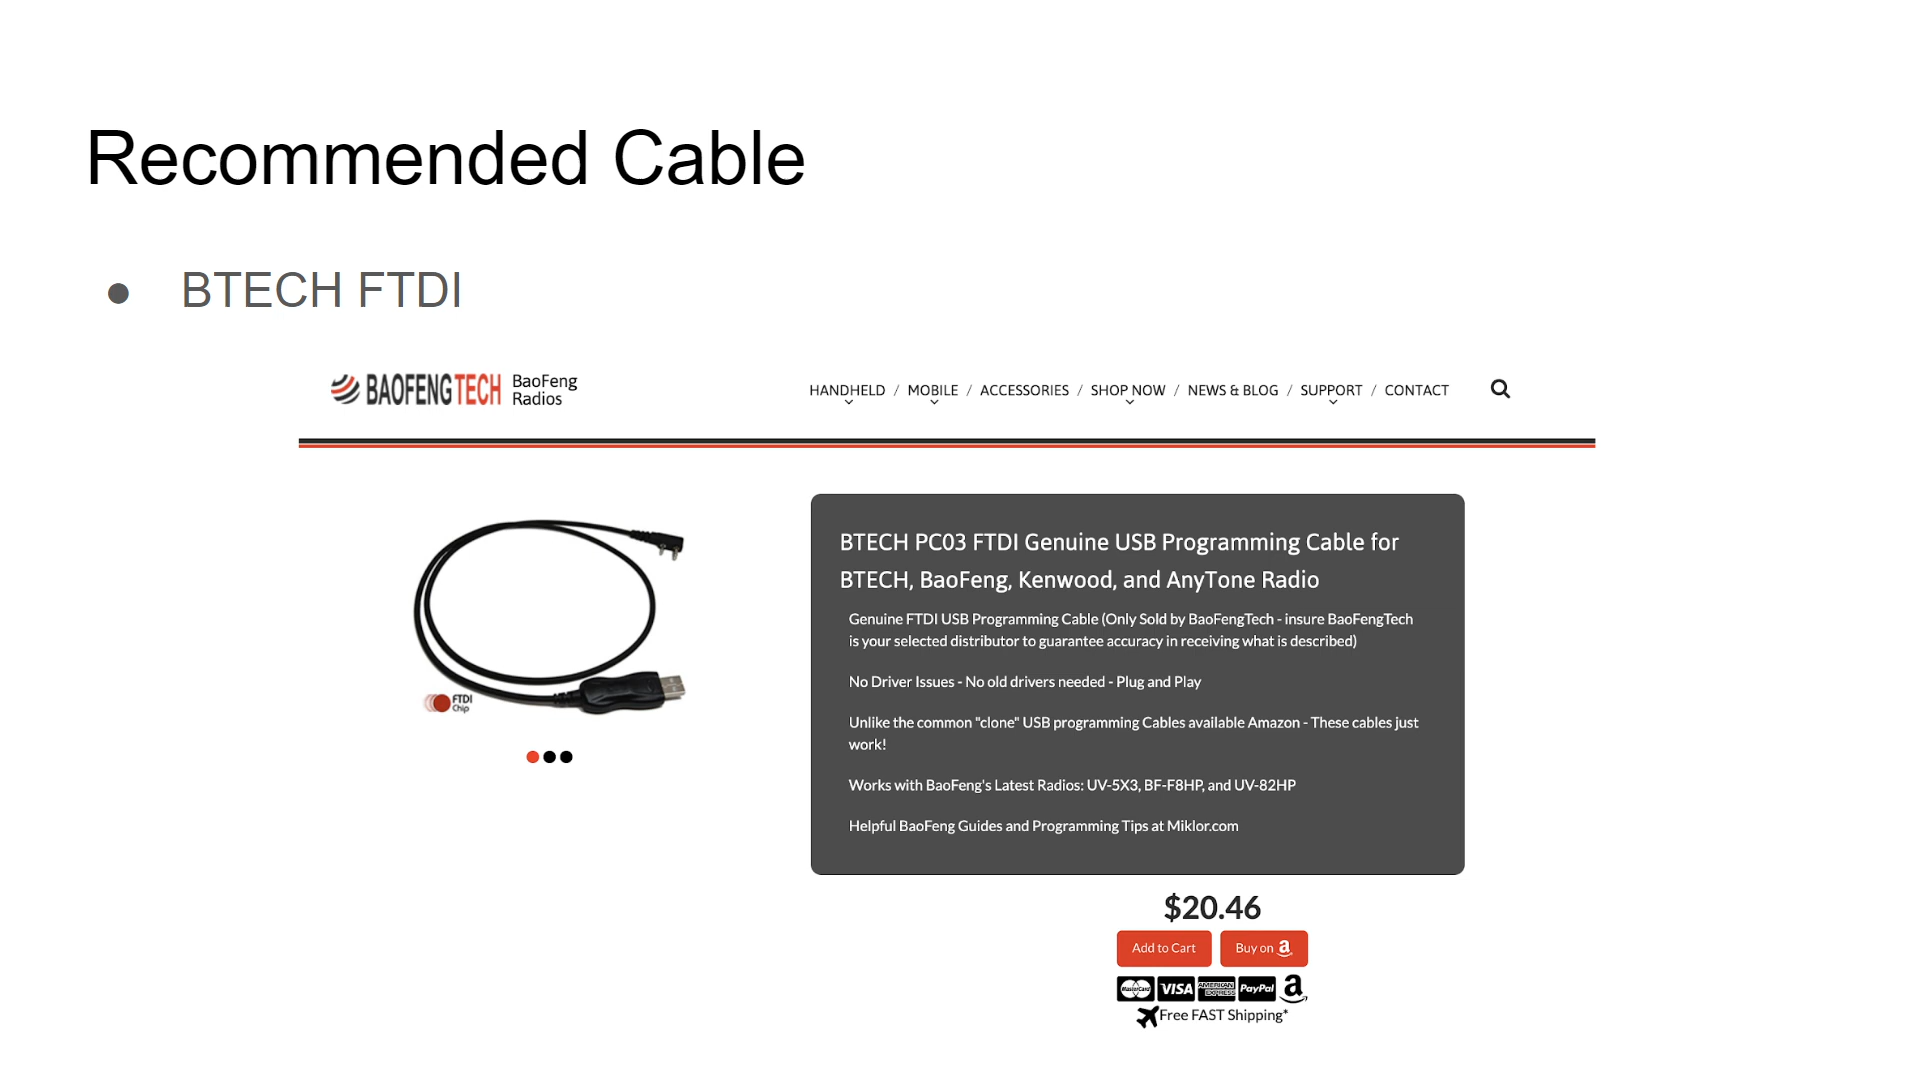 Recommended Cable
● BTECH FTDI
BAOFENGTECH BaoFeng Radios
HANDHELD / MOBILE / ACCESSORIES / SHOP NOW / NEWS & BLOG / SUPPORT / CONTACT
BTECH PC03 FTDI Genuine USB Programming Cable for
BTECH, BaoFeng, Kenwood, and AnyTone Radio
Genuine FTDI USB Programming Cable (Only Sold by BaoFengTech - insure BaoFengTech
is your selected distributor to guarantee accuracy in receiving what is described)
No Driver Issues - No old drivers needed - Plug and Play
Unlike the common "clone" USB programming Cables available Amazon - These cables just
work!
Works with BaoFeng's Latest Radios: UV-5X3, BF-F8HP, and UV-82HP
Helpful BaoFeng Guides and Programming Tips at Miklor.com
FTDI
Chip
$20.46
Add to Cart
Buy on a
MasterCard VISA AMERICAN EXPRESS PayPal a
Free FAST Shipping*